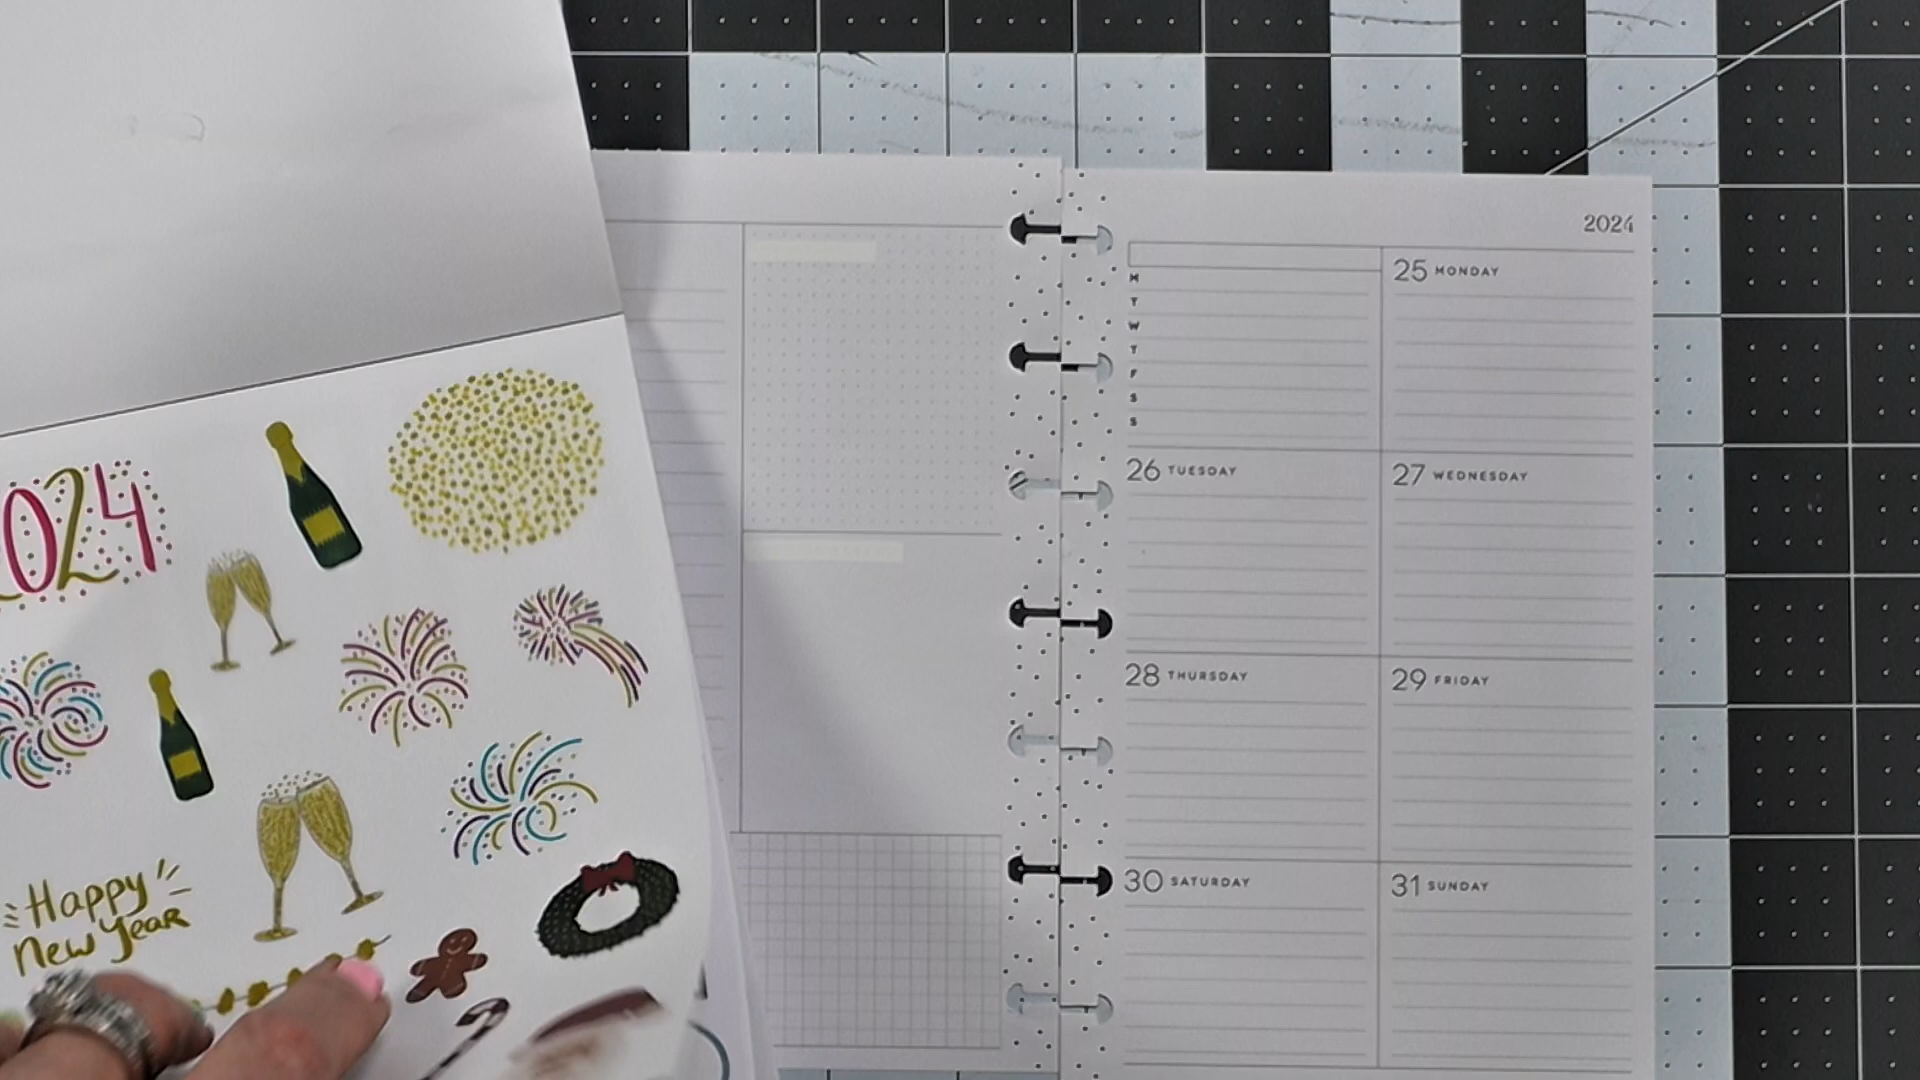 2024
Happy
New Year
2024
M
T
W
T
F
S
S
25 MONDAY
26 TUESDAY
27 WEDNESDAY
28 THURSDAY
29 FRIDAY
30 SATURDAY
31 SUNDAY